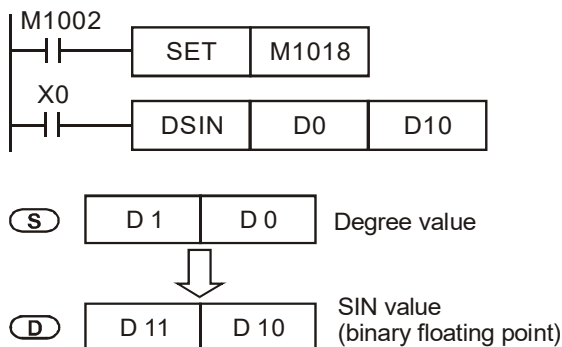 M1002
SET M1018
X0
DSIN D0 D10
S D 1 D 0 Degree value
D D 11 D 10 SIN value
(binary floating point)